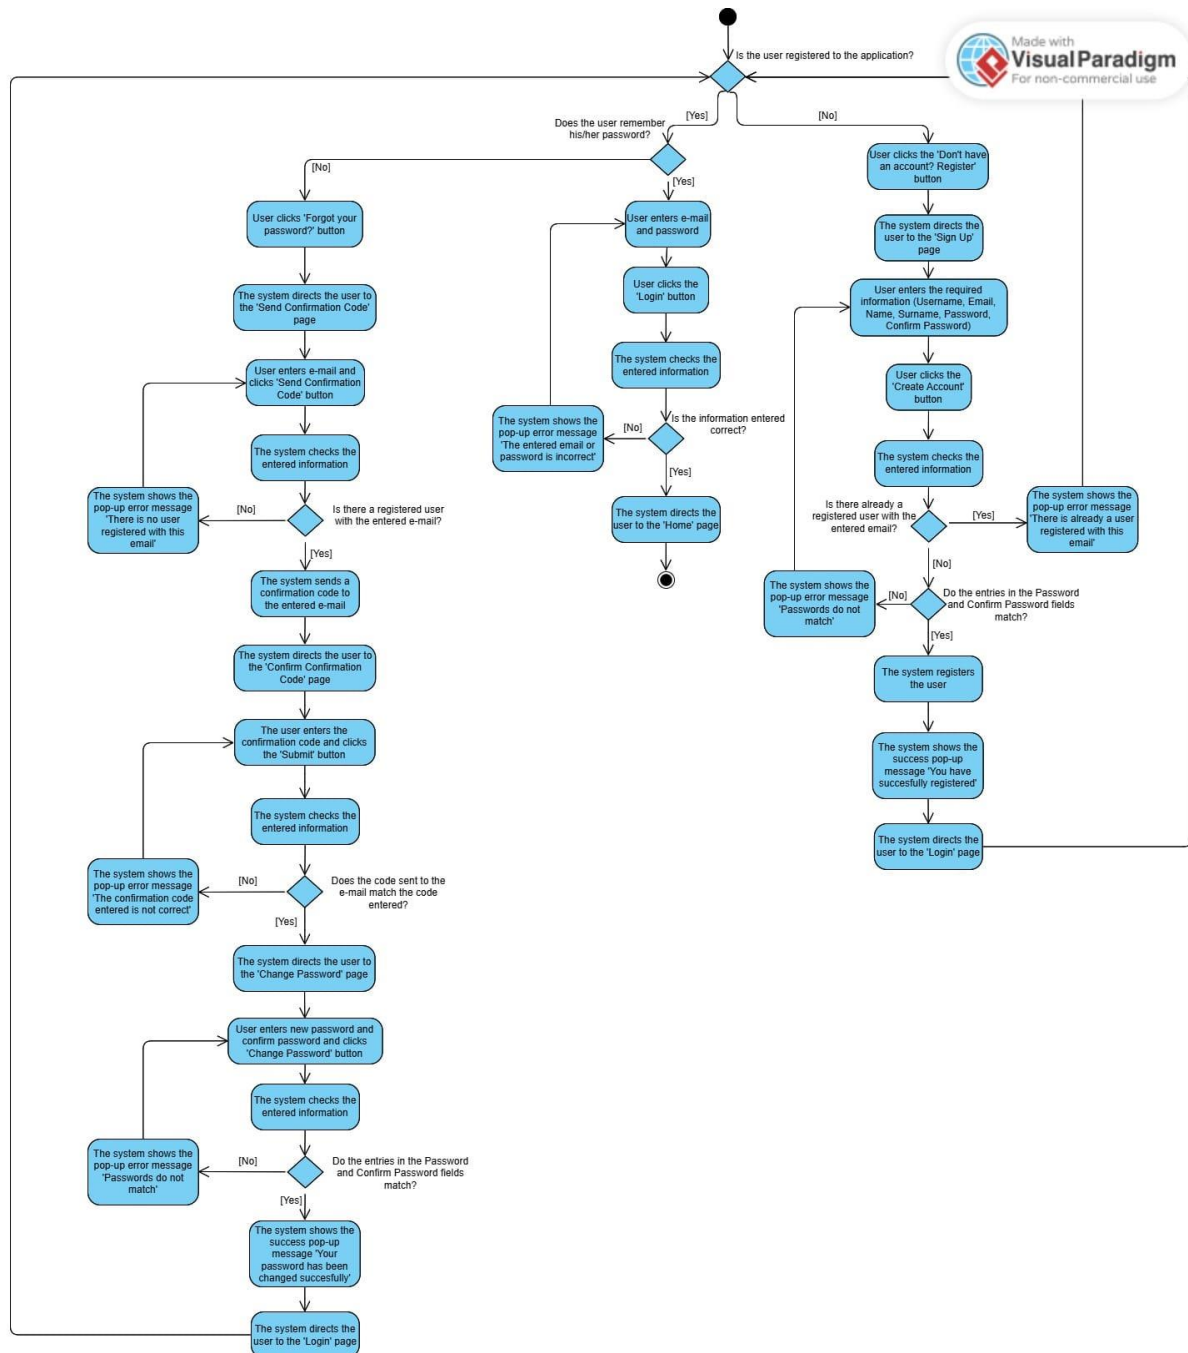 Made with
Visual Paradigm
For non-commercial use
Is the user registered to the application?
[Yes]
[No]
Does the user remember
his/her password?
[No]
[Yes]
User clicks 'Forgot your
password?' button
The system directs the user to
the 'Send Confirmation Code'
page
User enters e-mail and
clicks 'Send Confirmation
Code' button
The system checks the
entered information
Is there a registered user
with the entered e-mail?
[No]
The system shows the
pop-up error message
'There is no user
registered with this
email'
[Yes]
The system sends a
confirmation code to
the entered e-mail
The system directs the user to
the 'Confirm Confirmation
Code' page
The user enters the
confirmation code and clicks
the 'Submit' button
The system checks the
entered information
Does the code sent to the
e-mail match the code
entered?
[No]
The system shows the
pop-up error message
'The confirmation code
entered is not correct'
[Yes]
The system directs the user to
the 'Change Password' page
User enters new password and
confirm password and clicks
'Change Password' button
The system checks the
entered information
Do the entries in the Password
and Confirm Password fields
match?
[No]
The system shows the
pop-up error message
'Passwords do not
match'
[Yes]
The system shows the
success pop-up
message 'Your
password has been
changed succesfully'
The system directs the
user to the 'Login' page
User enters e-mail
and password
User clicks the
'Login' button
The system checks the
entered information
Is the information entered
correct?
[No]
The system shows the
pop-up error message
'The entered email or
password is incorrect'
[Yes]
The system directs the
user to the 'Home' page
User clicks the 'Don't have
an account? Register'
button
The system directs the
user to the 'Sign Up'
page
User enters the required
information (Username, Email,
Name, Surname, Password,
Confirm Password)
User clicks the
'Create Account'
button
The system checks the
entered information
Is there already a
registered user with the
entered email?
[Yes]
The system shows the
pop-up error message
'There is already a user
registered with this
email'
[No]
Do the entries in the Password
and Confirm Password fields
match?
[No]
The system shows the
pop-up error message
'Passwords do not
match'
[Yes]
The system registers
the user
The system shows the
success pop-up
message 'You have
succesfully registered'
The system directs the
user to the 'Login' page